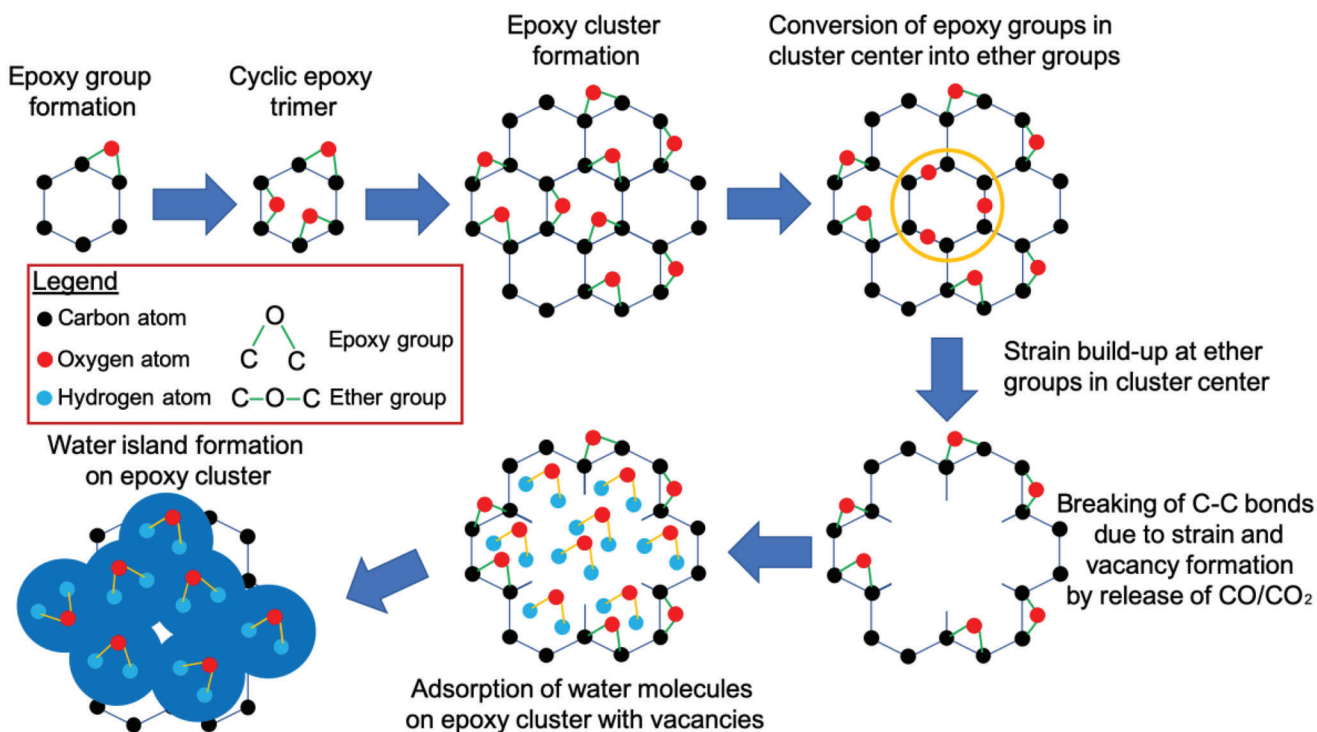 Epoxy group
formation
Cyclic epoxy
trimer
Epoxy cluster
formation
Conversion of epoxy groups in
cluster center into ether groups
Legend
Carbon atom
Oxygen atom
Hydrogen atom
O
C C
Epoxy group
C-O-C Ether group
Strain build-up at ether
groups in cluster center
Breaking of C-C bonds
due to strain and
vacancy formation
by release of CO/CO₂
Adsorption of water molecules
on epoxy cluster with vacancies
Water island formation
on epoxy cluster